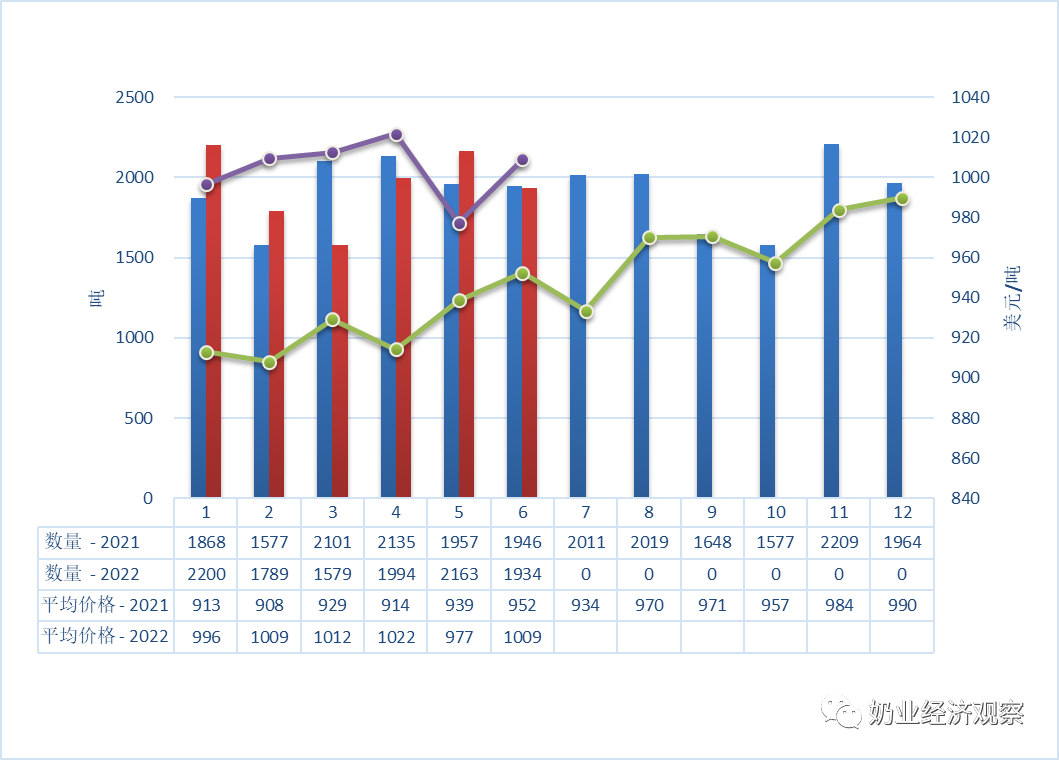 2500 1040
1020
2000 1000
980
1500 960
吨 940 美元/吨
1000 920
900
500 880
860
0 840
1 2 3 4 5 6 7 8 9 10 11 12
数量 - 2021 1868 1577 2101 2135 1957 1946 2011 2019 1648 1577 2209 1964
数量 - 2022 2200 1789 1579 1994 2163 1934 0 0 0 0 0 0
平均价格 - 2021 913 908 929 914 939 952 934 970 971 957 984 990
平均价格 - 2022 996 1009 1012 1022 977 1009
奶业经济观察